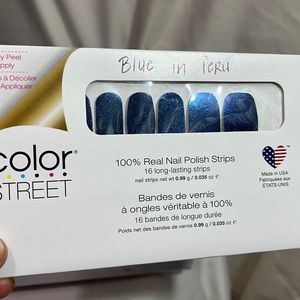 y Peel
pply
s à Décoller
Appliquer
Blue in Peru
color
STREET
100% Real Nail Polish Strips
16 long-lasting strips
nail strips net wt 0.99 g / 0.035 oz ℮
Bandes de vernis
à ongles véritable à 100%
16 bandes de longue durée
Poids net des bandes de vernis 0.99 g / 0.035 oz ℮
Made in USA
Fabriquées aux
ÉTATS-UNIS